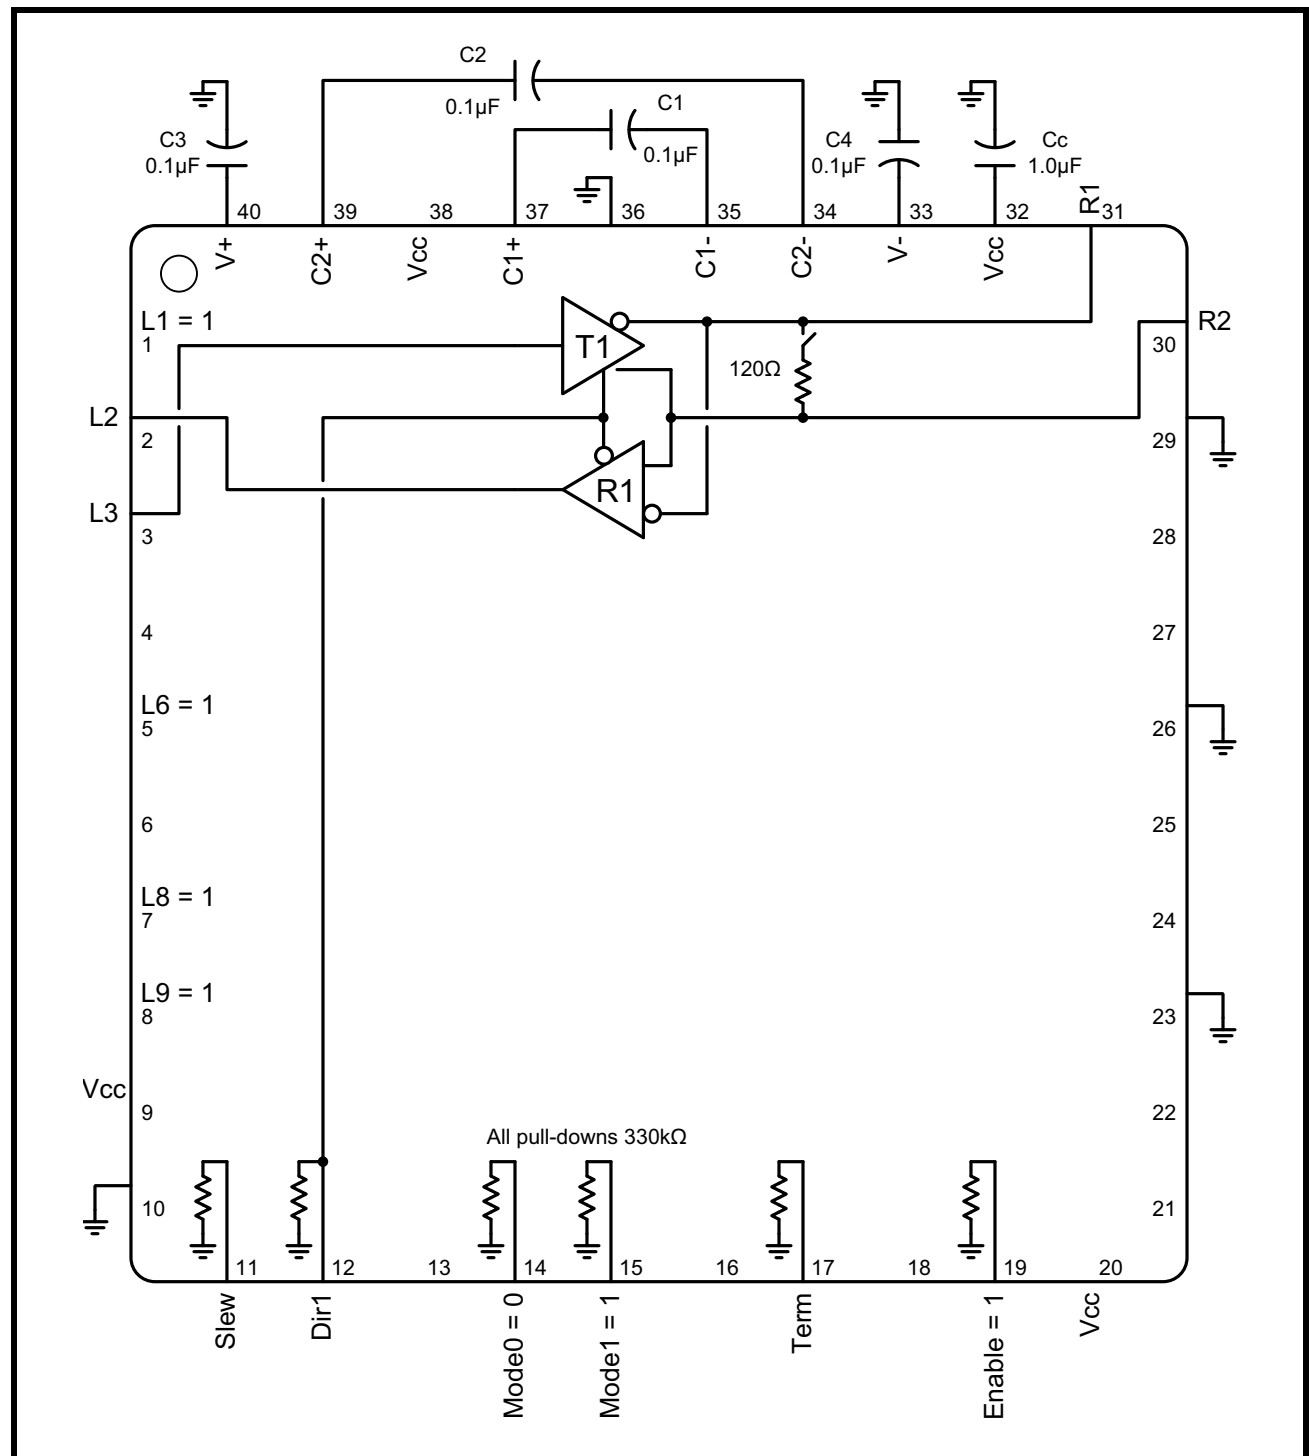 C2
0.1µF
C1
0.1µF
C3
0.1µF
C4
0.1µF
Cc
1.0µF
R1
40
39
38
37
36
35
34
33
32
31
V+
C2+
Vcc
C1+
C1-
C2-
V-
Vcc
L1 = 1
1
T1
R2
30
120Ω
L2
2
29
R1
L3
3
28
4
27
L6 = 1
5
26
6
25
L8 = 1
7
24
L9 = 1
8
23
Vcc
9
22
All pull-downs 330kΩ
10
21
11
12
13
14
15
16
17
18
19
20
Slew
Dir1
Mode0 = 0
Mode1 = 1
Term
Enable = 1
Vcc